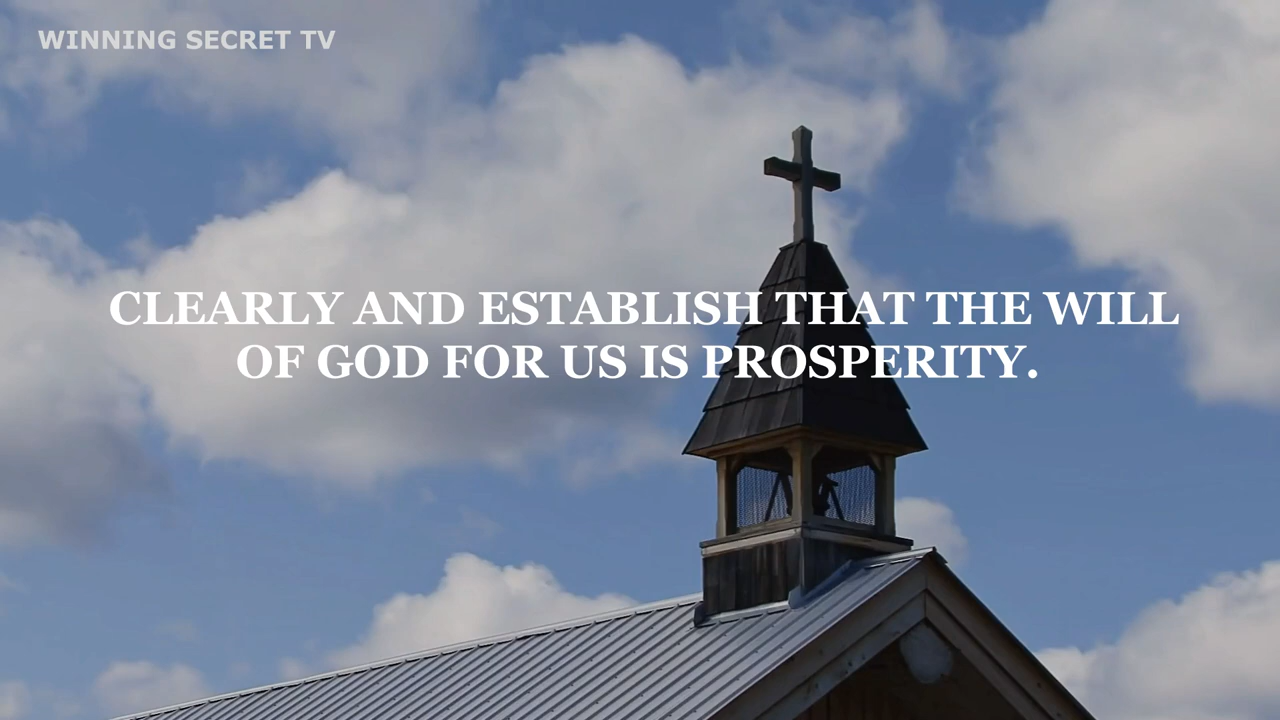 WINNING SECRET TV
CLEARLY AND ESTABLISH THAT THE WILL
OF GOD FOR US IS PROSPERITY.